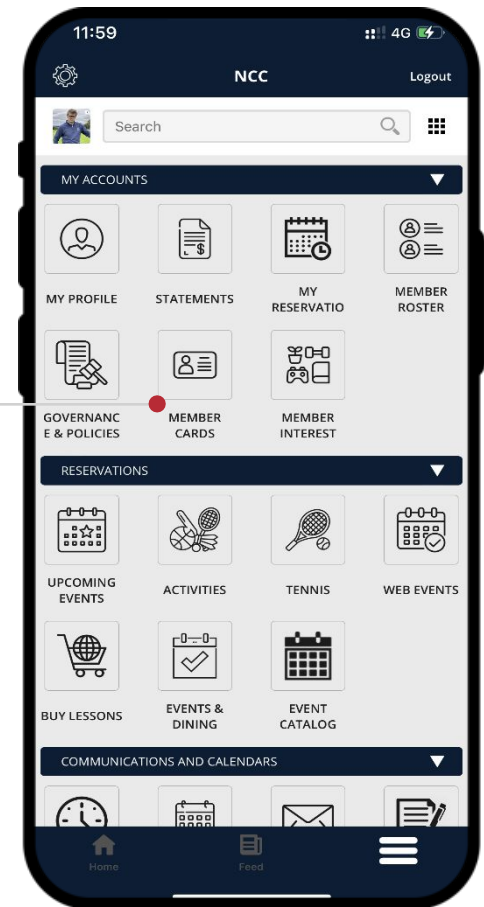 11:59 4G
NCC Logout
Search
MY ACCOUNTS
MY PROFILE STATEMENTS MY MEMBER
RESERVATIO ROSTER
GOVERNANC MEMBER MEMBER
E & POLICIES CARDS INTEREST
RESERVATIONS
UPCOMING ACTIVITIES TENNIS WEB EVENTS
EVENTS
BUY LESSONS EVENTS & EVENT
DINING CATALOG
COMMUNICATIONS AND CALENDARS
Home Feed